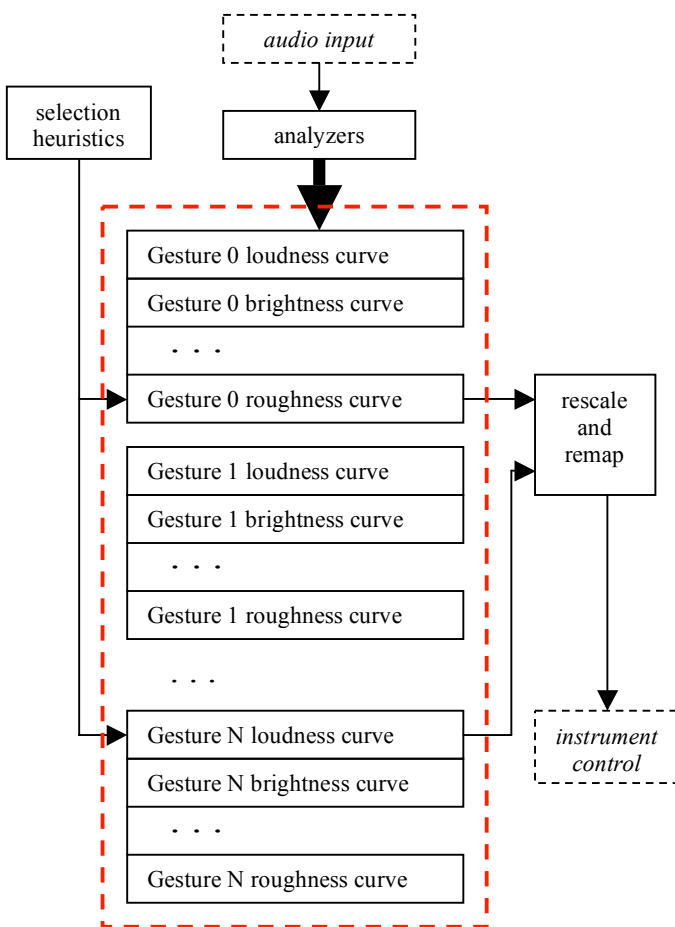 audio input
selection
heuristics
analyzers
Gesture 0 loudness curve
Gesture 0 brightness curve
. . .
Gesture 0 roughness curve
rescale
and
remap
Gesture 1 loudness curve
Gesture 1 brightness curve
. . .
Gesture 1 roughness curve
. . .
Gesture N loudness curve
Gesture N brightness curve
. . .
Gesture N roughness curve
instrument
control